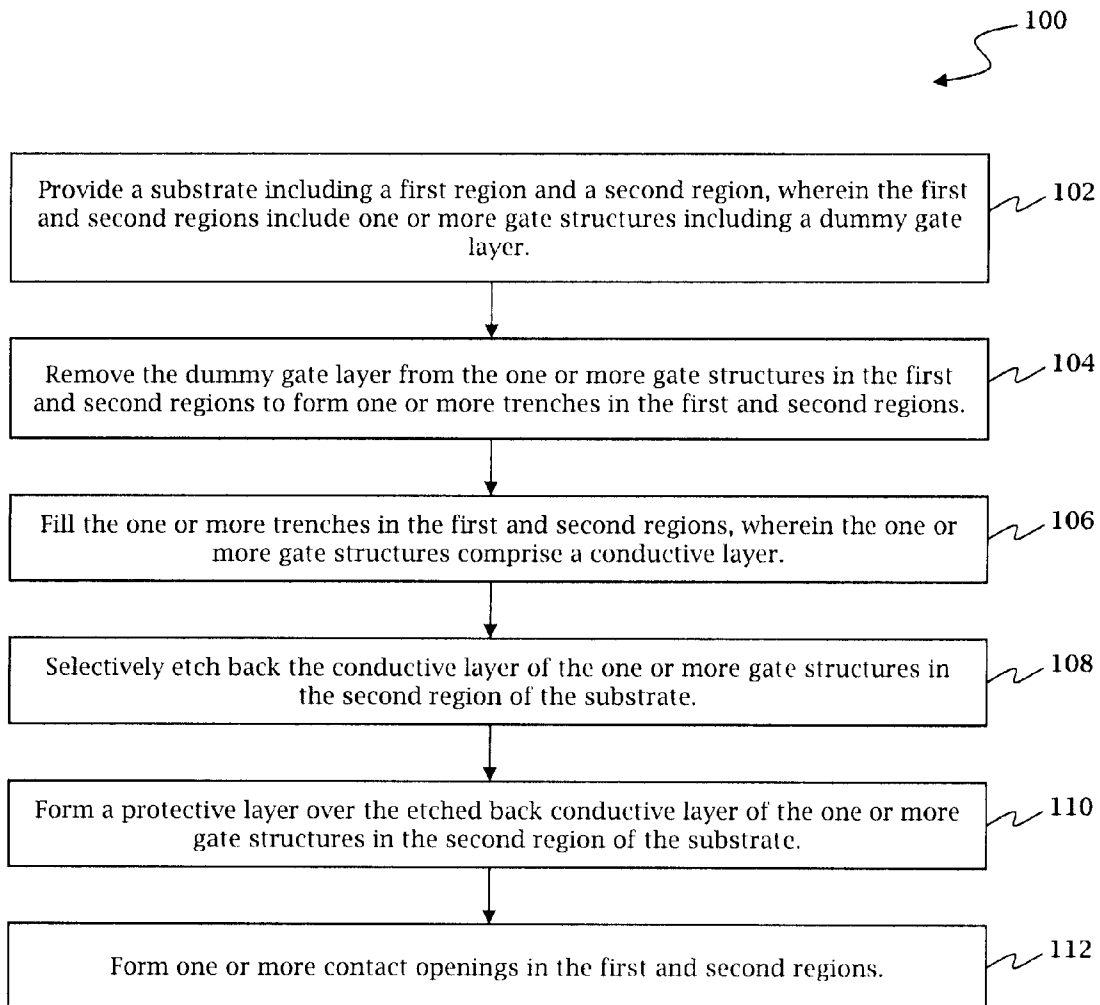 100
Provide a substrate including a first region and a second region, wherein the first
and second regions include one or more gate structures including a dummy gate
layer.
102
Remove the dummy gate layer from the one or more gate structures in the first
and second regions to form one or more trenches in the first and second regions.
104
Fill the one or more trenches in the first and second regions, wherein the one or
more gate structures comprise a conductive layer.
106
Selectively etch back the conductive layer of the one or more gate structures in
the second region of the substrate.
108
Form a protective layer over the etched back conductive layer of the one or more
gate structures in the second region of the substrate.
110
Form one or more contact openings in the first and second regions.
112